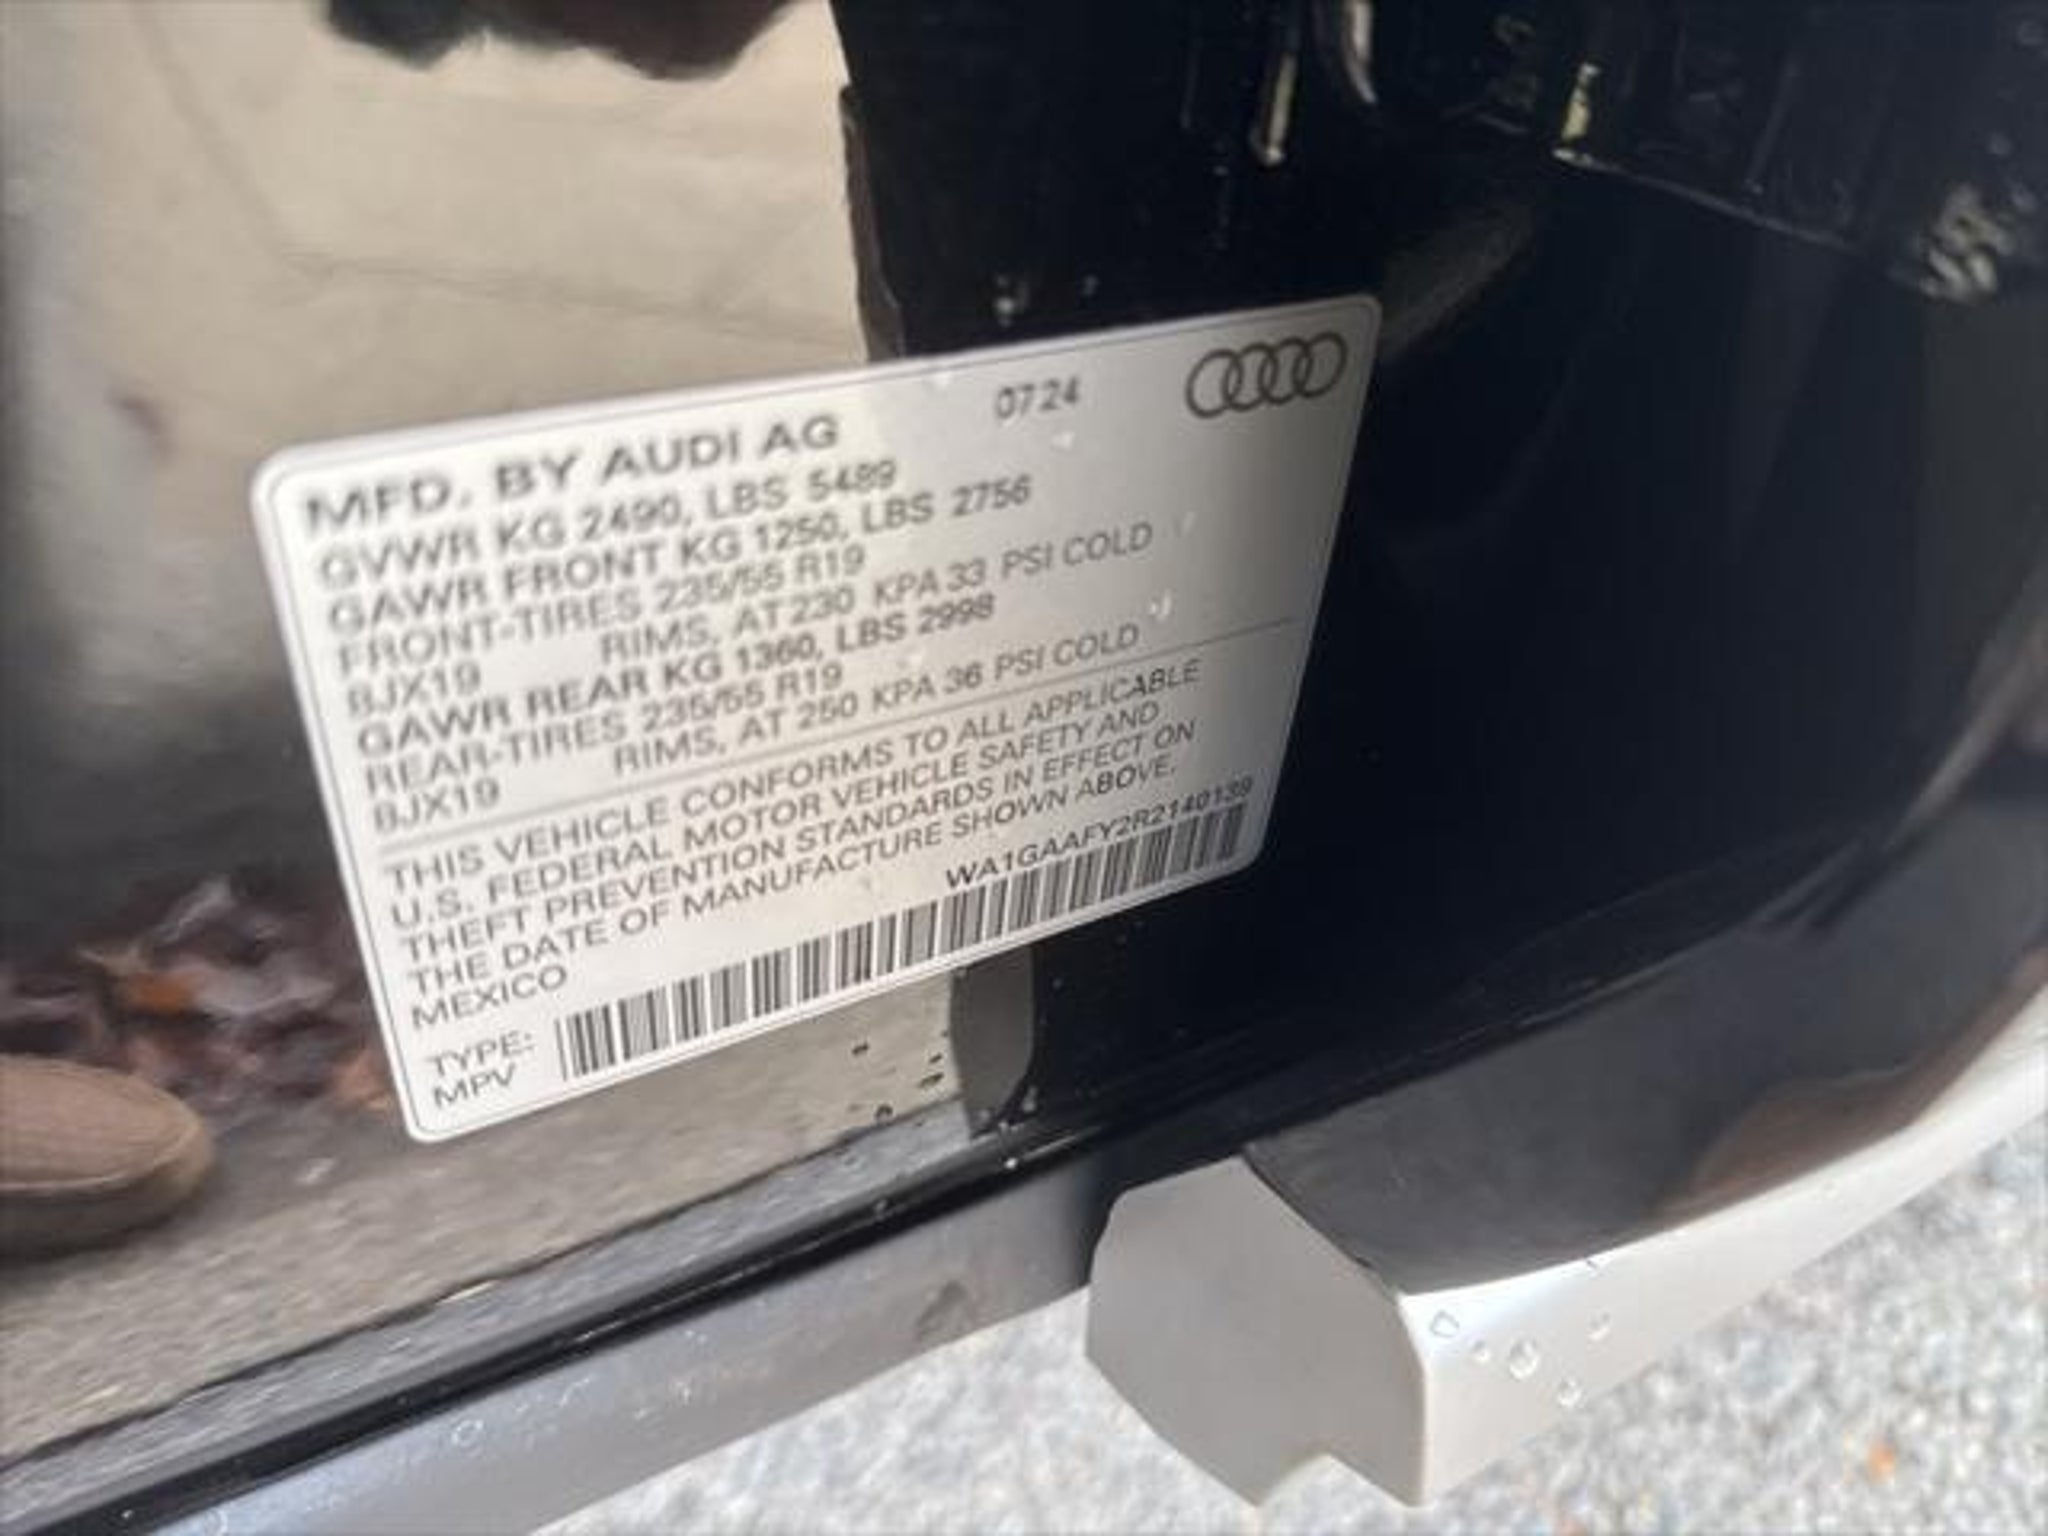 MFD. BY AUDI AG 0724
GVWR KG 2490, LBS 5489
GAWR FRONT KG 1250, LBS 2756
FRONT-TIRES 235/55 R19
BJX19 RIMS, AT 230 KPA 33 PSI COLD
GAWR REAR KG 1360, LBS 2998
REAR-TIRES 235/55 R19
BJX19 RIMS, AT 250 KPA 36 PSI COLD
THIS VEHICLE CONFORMS TO ALL APPLICABLE
U.S. FEDERAL MOTOR VEHICLE SAFETY AND
THEFT PREVENTION STANDARDS IN EFFECT ON
THE DATE OF MANUFACTURE SHOWN ABOVE.
MEXICO WA1GAAFY2R2140139
TYPE:
MPV